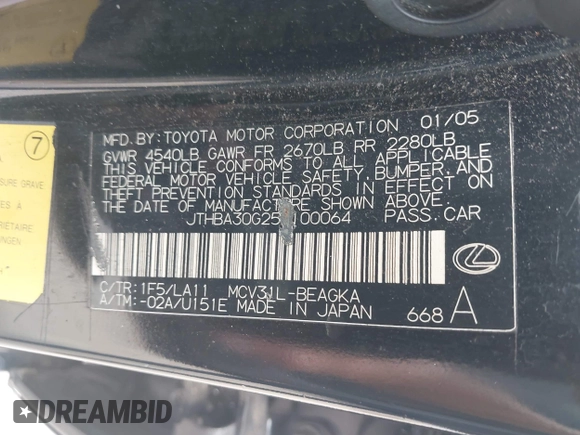 7
MFD. BY: TOYOTA MOTOR CORPORATION 01/05
GVWR 4540LB GAWR FR 2670LB RR 2280LB
THIS VEHICLE CONFORMS TO ALL APPLICABLE
FEDERAL MOTOR VEHICLE SAFETY, BUMPER, AND
THEFT PREVENTION STANDARDS IN EFFECT ON
THE DATE OF MANUFACTURE SHOWN ABOVE.
PASS. CAR
C/TR: 1F5/LA11 MCV31L-BEAGKA
A/TM: -02A/U151E MADE IN JAPAN
668 A
SURE GRAVE
DREAMBID